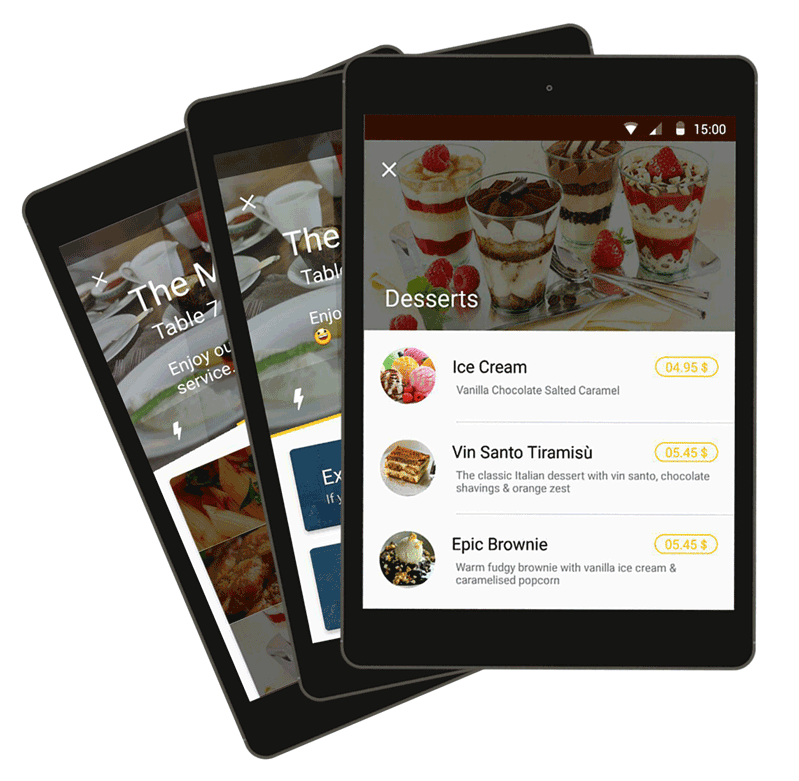 The M
Table 7
Enjoy ou
service.
The
Tabl
Enjo
Ex
If y
15:00
Desserts
Ice Cream
04.95 $
Vanilla Chocolate Salted Caramel
Vin Santo Tiramisù
05.45 $
The classic Italian dessert with vin santo, chocolate
shavings & orange zest
Epic Brownie
05.45 $
Warm fudgy brownie with vanilla ice cream &
caramelised popcorn